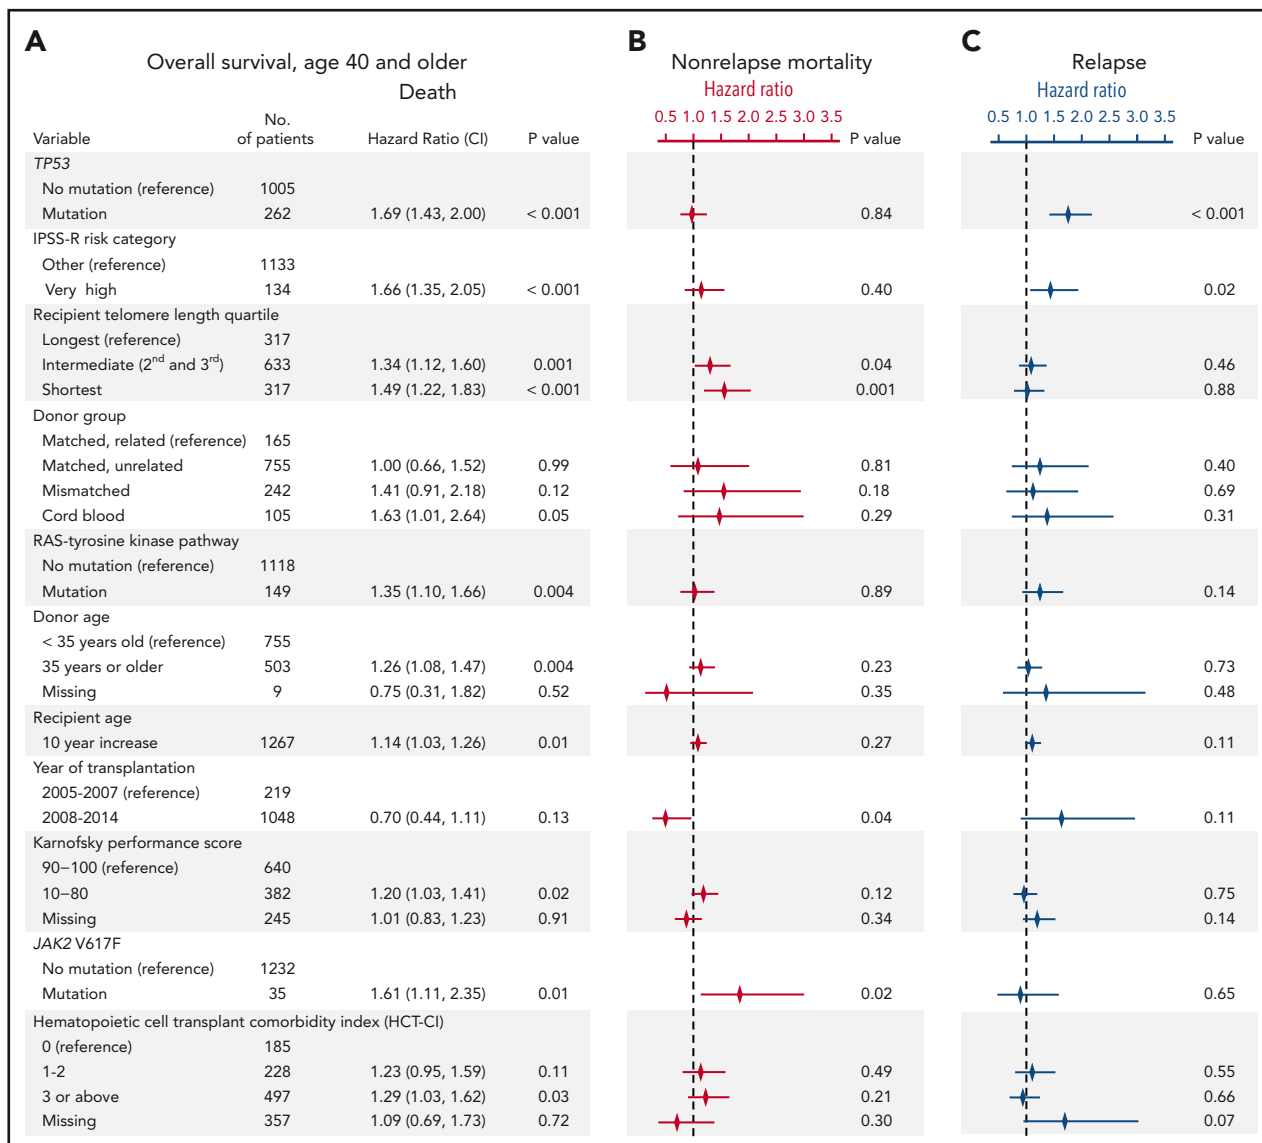 A B C
Overall survival, age 40 and older Nonrelapse mortality Relapse
Death Hazard ratio Hazard ratio
0.5 1.0 1.5 2.0 2.5 3.0 3.5 0.5 1.0 1.5 2.0 2.5 3.0 3.5
Variable No. of patients Hazard Ratio (CI) P value P value P value
TP53
No mutation (reference) 1005
Mutation 262 1.69 (1.43, 2.00) < 0.001 0.84 < 0.001
IPSS-R risk category
Other (reference) 1133
Very high 134 1.66 (1.35, 2.05) < 0.001 0.40 0.02
Recipient telomere length quartile
Longest (reference) 317
Intermediate (2nd and 3rd) 633 1.34 (1.12, 1.60) 0.001 0.04 0.46
Shortest 317 1.49 (1.22, 1.83) < 0.001 0.001 0.88
Donor group
Matched, related (reference) 165
Matched, unrelated 755 1.00 (0.66, 1.52) 0.99 0.81 0.40
Mismatched 242 1.41 (0.91, 2.18) 0.12 0.18 0.69
Cord blood 105 1.63 (1.01, 2.64) 0.05 0.29 0.31
RAS-tyrosine kinase pathway
No mutation (reference) 1118
Mutation 149 1.35 (1.10, 1.66) 0.004 0.89 0.14
Donor age
< 35 years old (reference) 755
35 years or older 503 1.26 (1.08, 1.47) 0.004 0.23 0.73
Missing 9 0.75 (0.31, 1.82) 0.52 0.35 0.48
Recipient age
10 year increase 1267 1.14 (1.03, 1.26) 0.01 0.27 0.11
Year of transplantation
2005-2007 (reference) 219
2008-2014 1048 0.70 (0.44, 1.11) 0.13 0.04 0.11
Karnofsky performance score
90–100 (reference) 640
10–80 382 1.20 (1.03, 1.41) 0.02 0.12 0.75
Missing 245 1.01 (0.83, 1.23) 0.91 0.34 0.14
JAK2 V617F
No mutation (reference) 1232
Mutation 35 1.61 (1.11, 2.35) 0.01 0.02 0.65
Hematopoietic cell transplant comorbidity index (HCT-CI)
0 (reference) 185
1-2 228 1.23 (0.95, 1.59) 0.11 0.49 0.55
3 or above 497 1.29 (1.03, 1.62) 0.03 0.21 0.66
Missing 357 1.09 (0.69, 1.73) 0.72 0.30 0.07